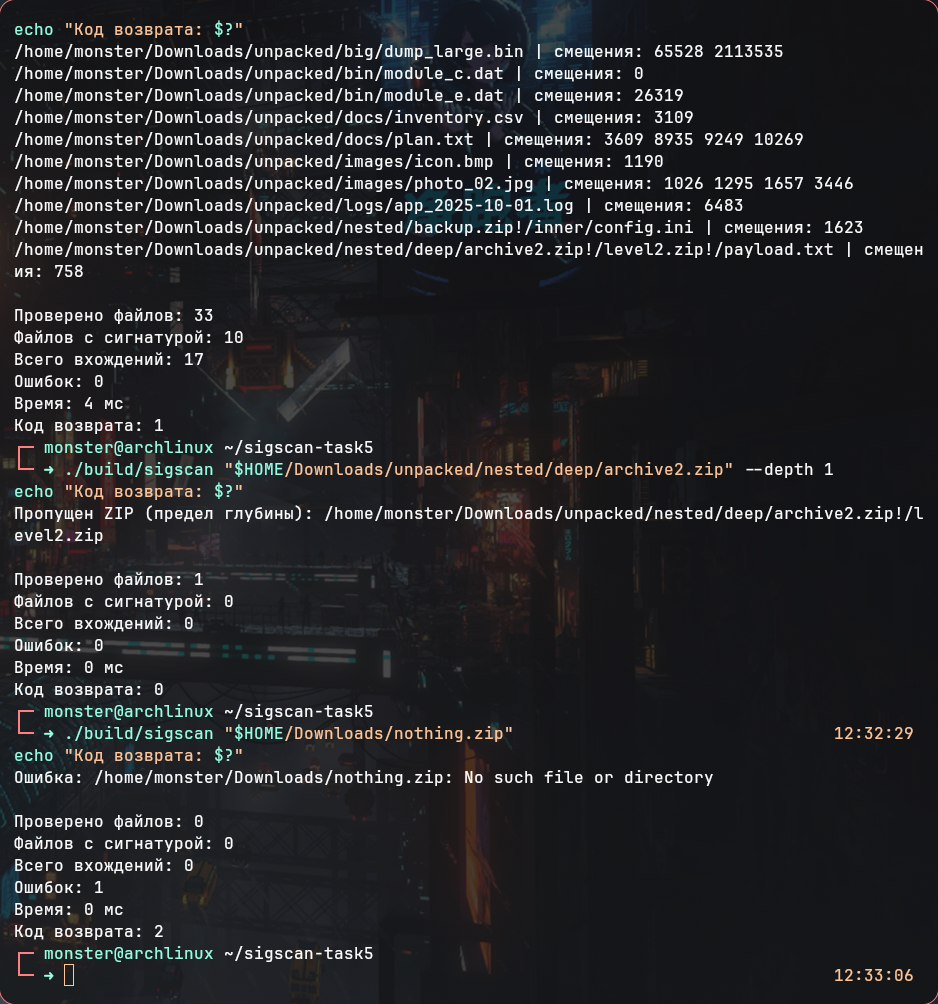 echo "Код возврата: $?"
/home/monster/Downloads/unpacked/big/dump_large.bin | смещения: 65528 2113535
/home/monster/Downloads/unpacked/bin/module_c.dat | смещения: 0
/home/monster/Downloads/unpacked/bin/module_e.dat | смещения: 26319
/home/monster/Downloads/unpacked/docs/inventory.csv | смещения: 3109
/home/monster/Downloads/unpacked/docs/plan.txt | смещения: 3609 8935 9249 10269
/home/monster/Downloads/unpacked/images/icon.bmp | смещения: 1190
/home/monster/Downloads/unpacked/images/photo_02.jpg | смещения: 1026 1295 1657 3446
/home/monster/Downloads/unpacked/logs/app_2025-10-01.log | смещения: 6483
/home/monster/Downloads/unpacked/nested/backup.zip!/inner/config.ini | смещения: 1623
/home/monster/Downloads/unpacked/nested/deep/archive2.zip!/level2.zip!/payload.txt | смещен
ия: 758
Проверено файлов: 33
Файлов с сигнатурой: 10
Всего вхождений: 17
Ошибок: 0
Время: 4 мс
Код возврата: 1
monster@archlinux ~/sigscan-task5
➜ ./build/sigscan "$HOME/Downloads/unpacked/nested/deep/archive2.zip" --depth 1
echo "Код возврата: $?"
Пропущен ZIP (предел глубины): /home/monster/Downloads/unpacked/nested/deep/archive2.zip!/l
evel2.zip
Проверено файлов: 1
Файлов с сигнатурой: 0
Всего вхождений: 0
Ошибок: 0
Время: 0 мс
Код возврата: 0
monster@archlinux ~/sigscan-task5
➜ ./build/sigscan "$HOME/Downloads/nothing.zip" 12:32:29
echo "Код возврата: $?"
Ошибка: /home/monster/Downloads/nothing.zip: No such file or directory
Проверено файлов: 0
Файлов с сигнатурой: 0
Всего вхождений: 0
Ошибок: 1
Время: 0 мс
Код возврата: 2
monster@archlinux ~/sigscan-task5
➜ 12:33:06